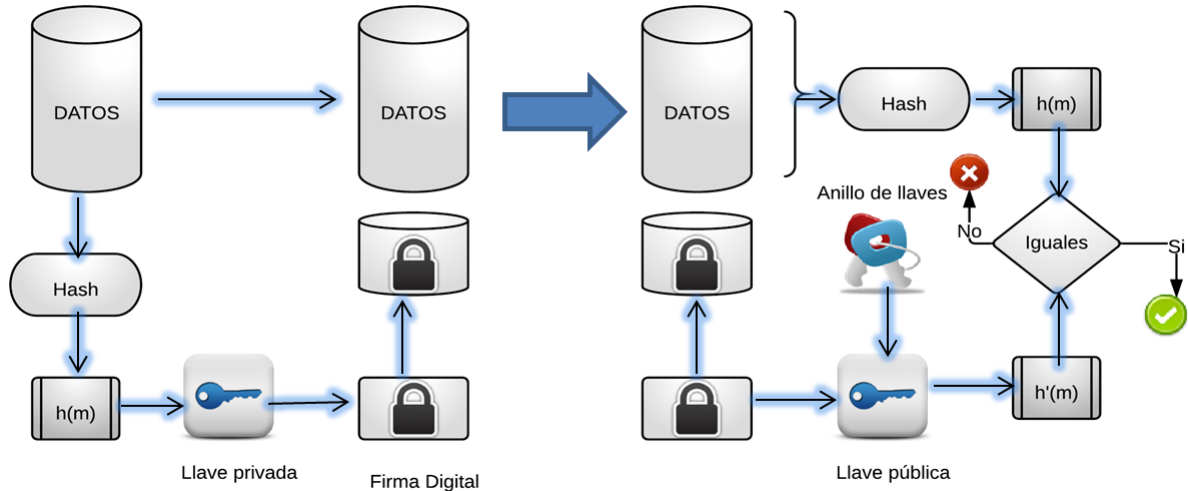 DATOS
DATOS
DATOS
Hash
h(m)
Anillo de llaves
No
Iguales
Si
Hash
h(m)
h'(m)
Llave privada
Firma Digital
Llave pública